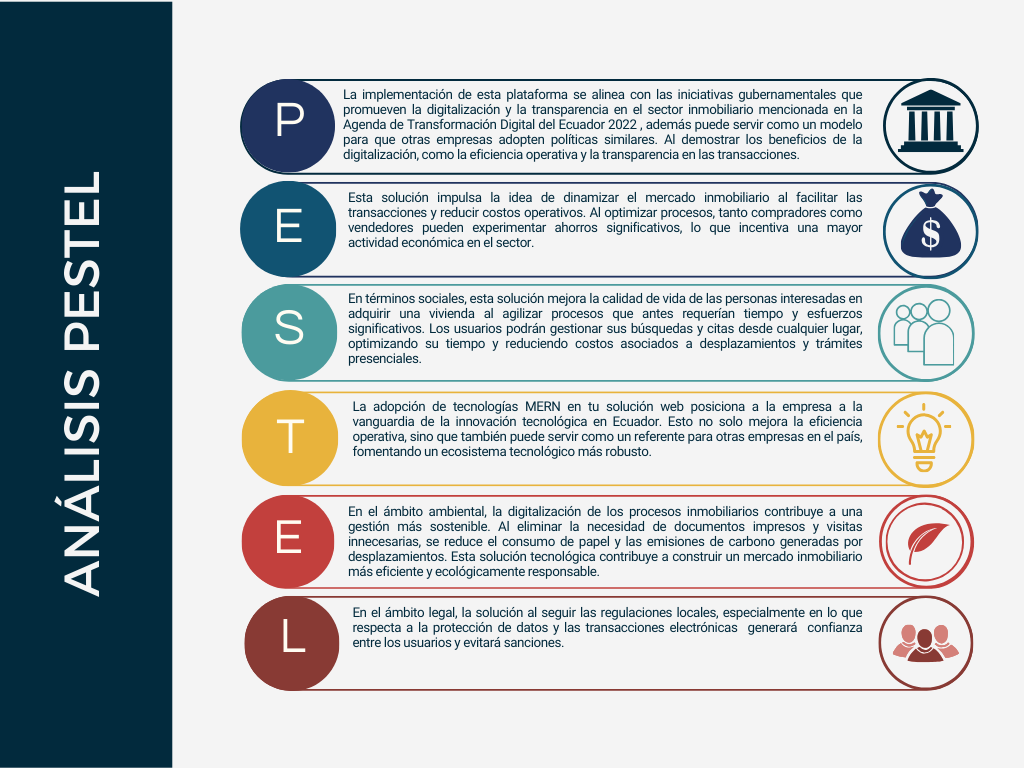 ANÁLISIS PESTEL
P
La implementación de esta plataforma se alinea con las iniciativas gubernamentales que
promueven la digitalización y la transparencia en el sector inmobiliario mencionada en la
Agenda de Transformación Digital del Ecuador 2022 , además puede servir como un modelo
para que otras empresas adopten políticas similares. Al demostrar los beneficios de la
digitalización, como la eficiencia operativa y la transparencia en las transacciones.
E
Esta solución impulsa la idea de dinamizar el mercado inmobiliario al facilitar las
transacciones y reducir costos operativos. Al optimizar procesos, tanto compradores como
vendedores pueden experimentar ahorros significativos, lo que incentiva una mayor
actividad económica en el sector.
$
S
En términos sociales, esta solución mejora la calidad de vida de las personas interesadas en
adquirir una vivienda al agilizar procesos que antes requerían tiempo y esfuerzos
significativos. Los usuarios podrán gestionar sus búsquedas y citas desde cualquier lugar,
optimizando su tiempo y reduciendo costos asociados a desplazamientos y trámites
presenciales.
T
La adopción de tecnologías MERN en tu solución web posiciona a la empresa a la
vanguardia de la innovación tecnológica en Ecuador. Esto no solo mejora la eficiencia
operativa, sino que también puede servir como un referente para otras empresas en el país,
fomentando un ecosistema tecnológico más robusto.
E
En el ámbito ambiental, la digitalización de los procesos inmobiliarios contribuye a una
gestión más sostenible. Al eliminar la necesidad de documentos impresos y visitas
innecesarias, se reduce el consumo de papel y las emisiones de carbono generadas por
desplazamientos. Esta solución tecnológica contribuye a construir un mercado inmobiliario
más eficiente y ecológicamente responsable.
L
En el ámbito legal, la solución al seguir las regulaciones locales, especialmente en lo que
respecta a la protección de datos y las transacciones electrónicas generará confianza
entre los usuarios y evitará sanciones.